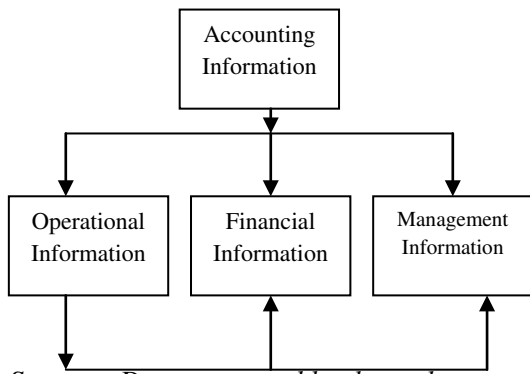 Accounting
Information
Operational
Information
Financial
Information
Management
Information